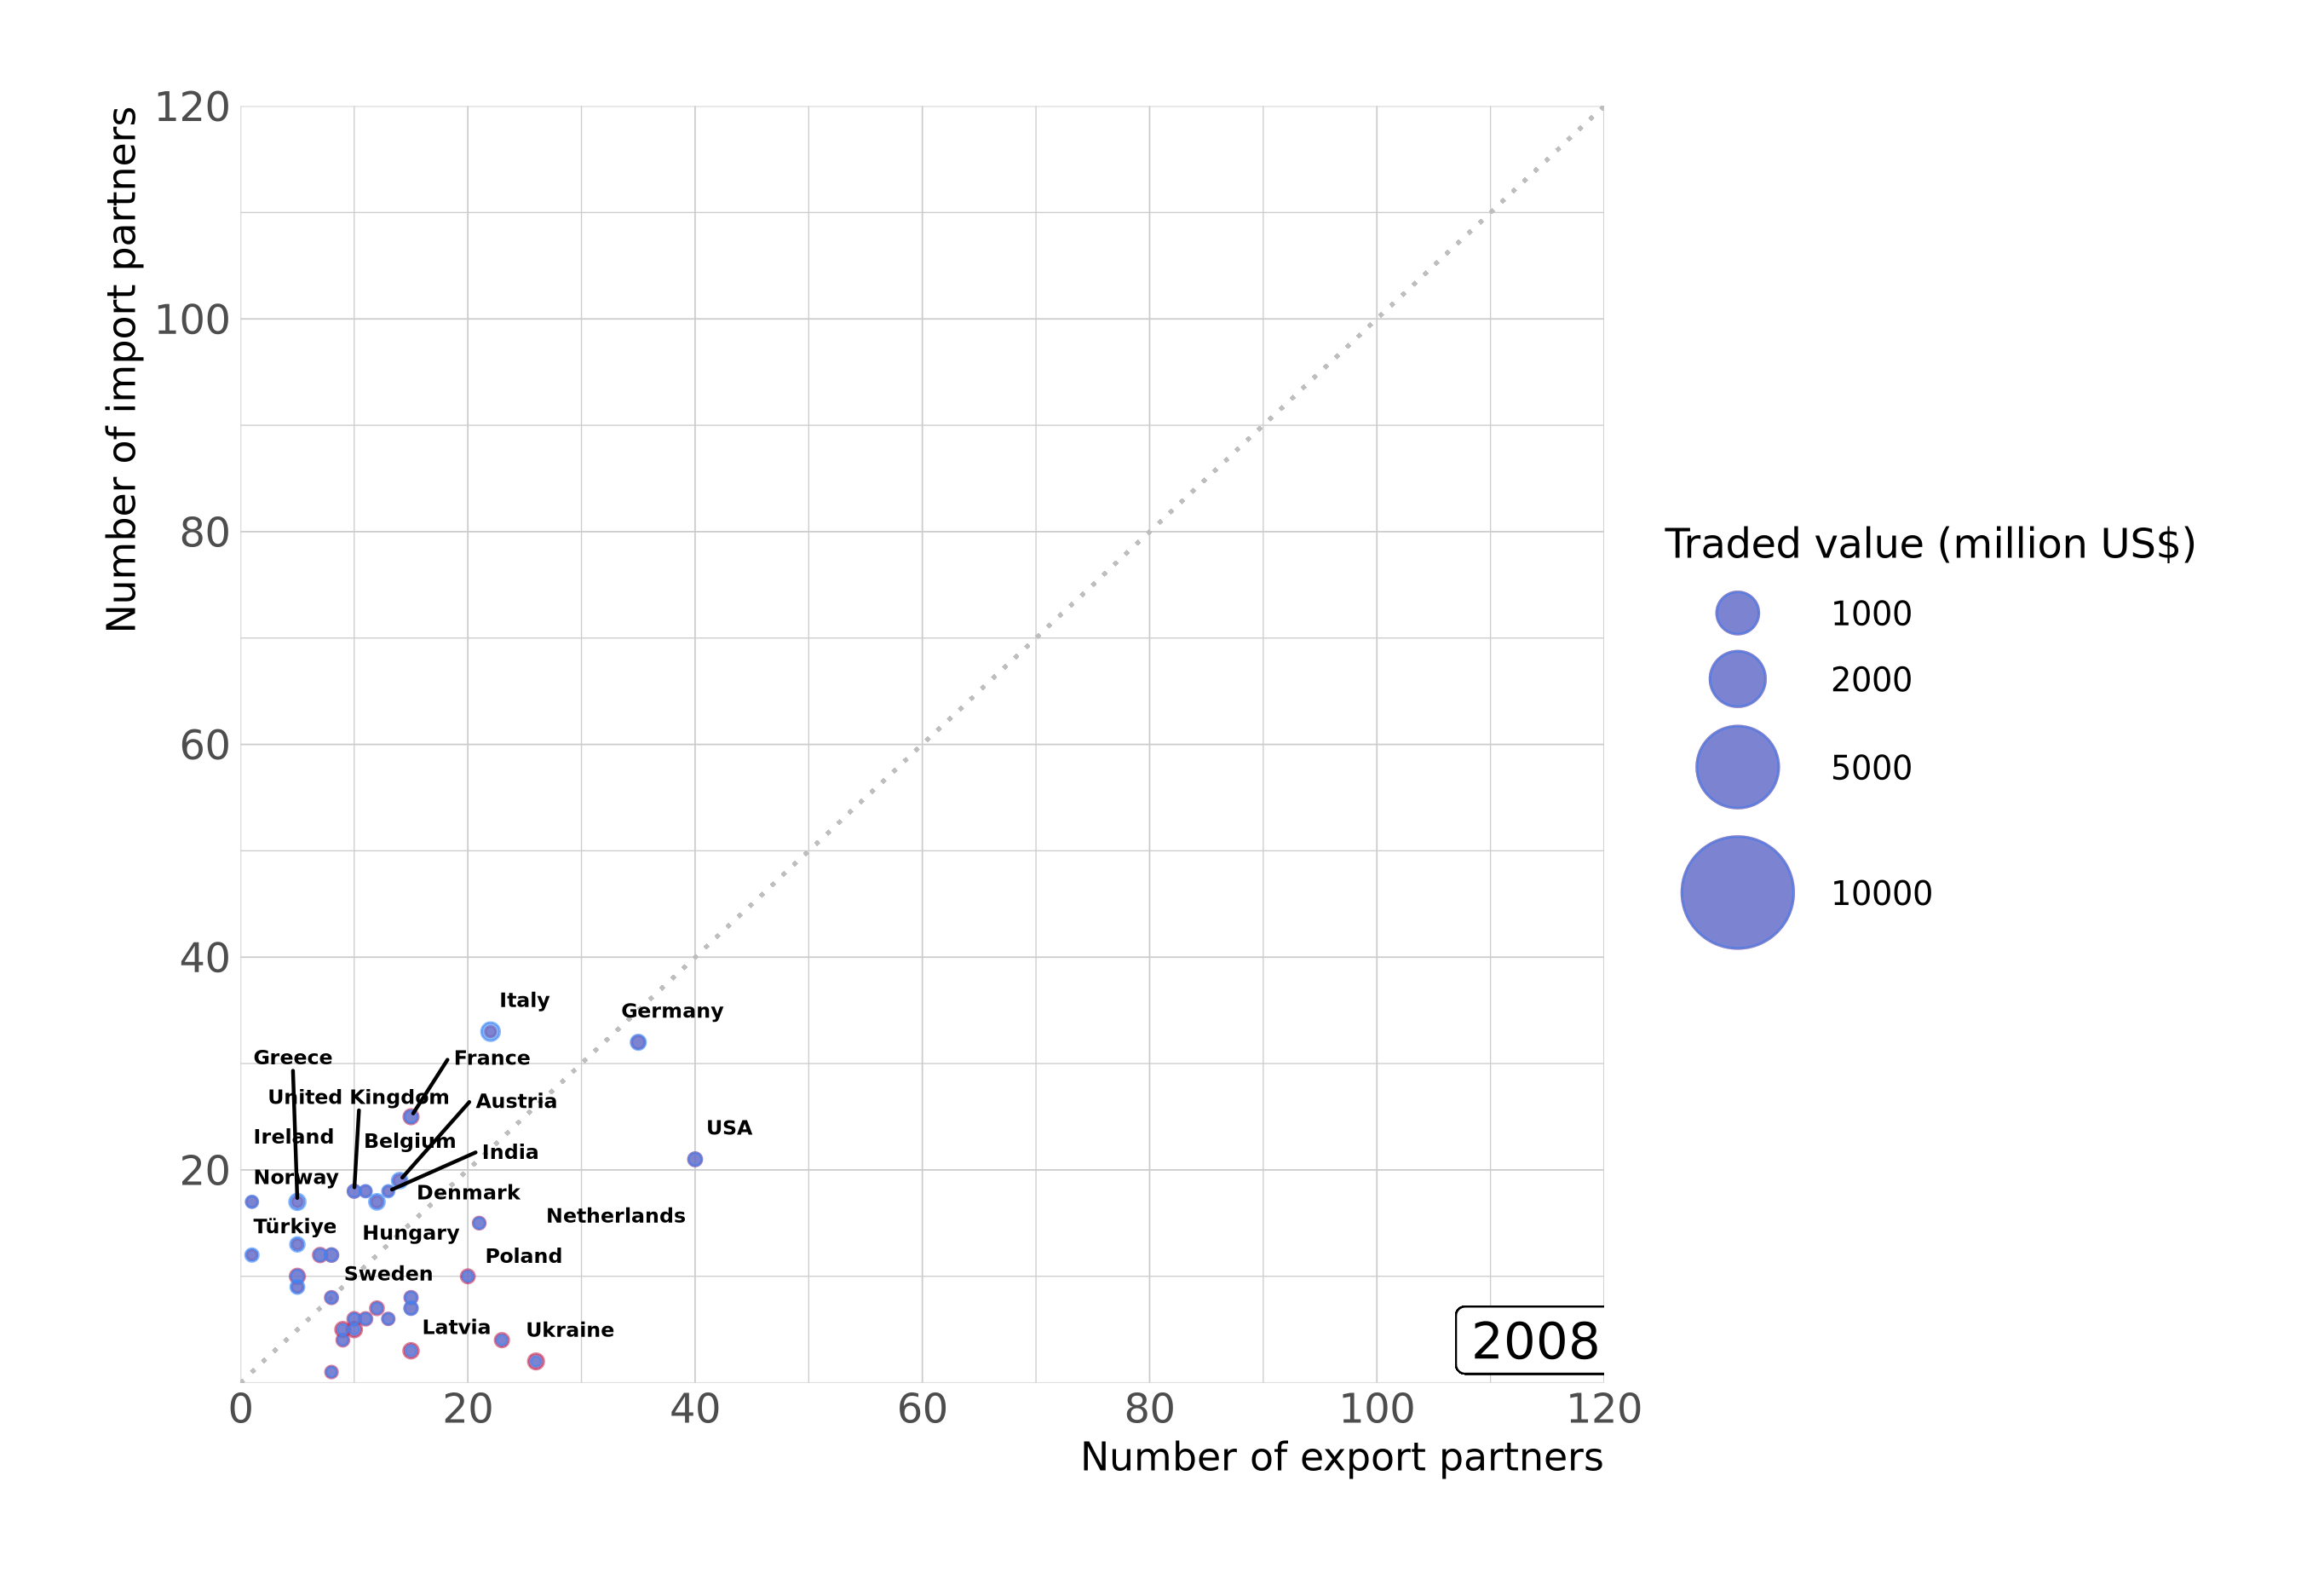 Number of import partners
120
100
80
60
40
20
Italy
Germany
Greece
France
United Kingdom
Austria
Ireland
Belgium
USA
India
Norway
Denmark
Türkiye
Hungary
Netherlands
Poland
Sweden
Latvia
Ukraine
2008
0 20 40 60 80 100 120
Number of export partners
Traded value (million US$)
1000
2000
5000
10000